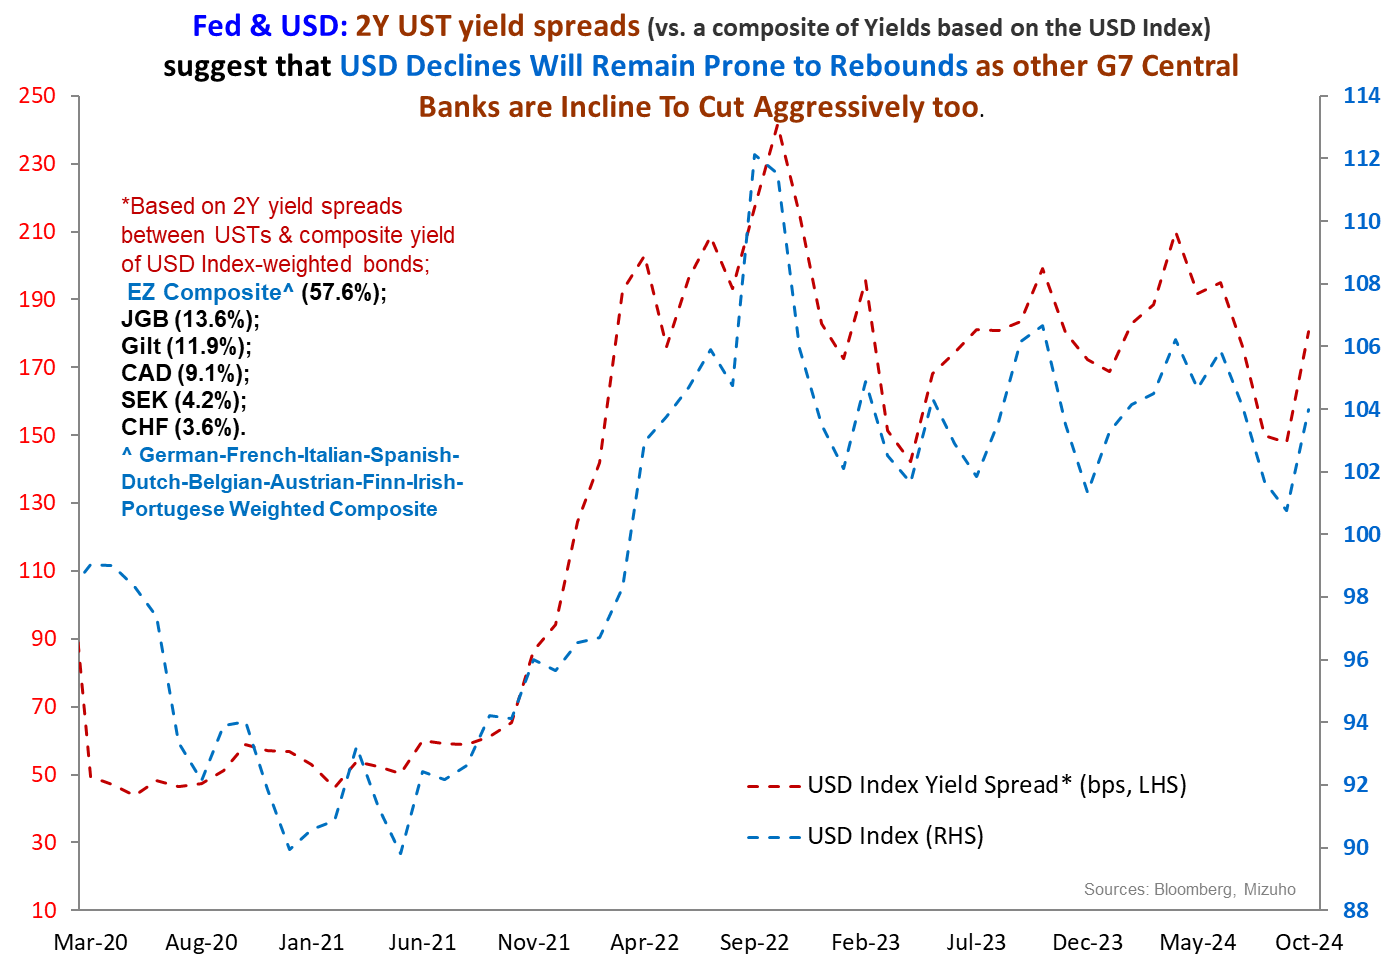 Fed & USD: 2Y UST yield spreads (vs. a composite of Yields based on the USD Index)
suggest that USD Declines Will Remain Prone to Rebounds as other G7 Central
Banks are Incline To Cut Aggressively too.
250
230
210
190
170
150
130
110
90
70
50
30
10
*Based on 2Y yield spreads
between USTs & composite yield
of USD Index-weighted bonds;
EZ Composite^ (57.6%);
JGB (13.6%);
Gilt (11.9%);
CAD (9.1%);
SEK (4.2%);
CHF (3.6%).
^ German-French-Italian-Spanish-
Dutch-Belgian-Austrian-Finn-Irish-
Portugese Weighted Composite
USD Index Yield Spread* (bps, LHS)
USD Index (RHS)
Sources: Bloomberg, Mizuho
114
112
110
108
106
104
102
100
98
96
94
92
90
88
Mar-20 Aug-20 Jan-21 Jun-21 Nov-21 Apr-22 Sep-22 Feb-23 Jul-23 Dec-23 May-24 Oct-24